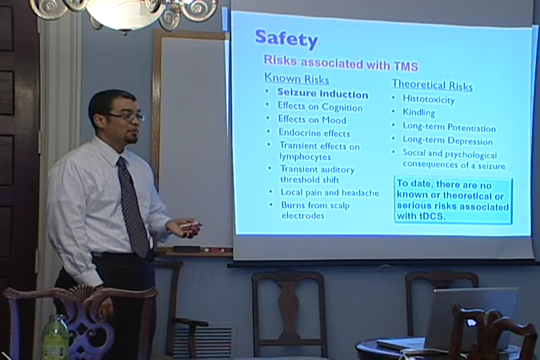 Safety
Risks associated with TMS
Known Risks
• Seizure induction
• Effects on Cognition
• Effects on Mood
• Endocrine effects
• Transient effects on
lymphocytes
• Transient auditory
threshold shift
• Local pain and headache
• Burns from scalp
electrodes
Theoretical Risks
• Histotoxicity
• Kindling
• Long-term Potentiation
• Long-term Depression
• Social and psychological
consequences of a seizure
To date, there are no
known or theoretical or
serious risks associated
with tDCS.